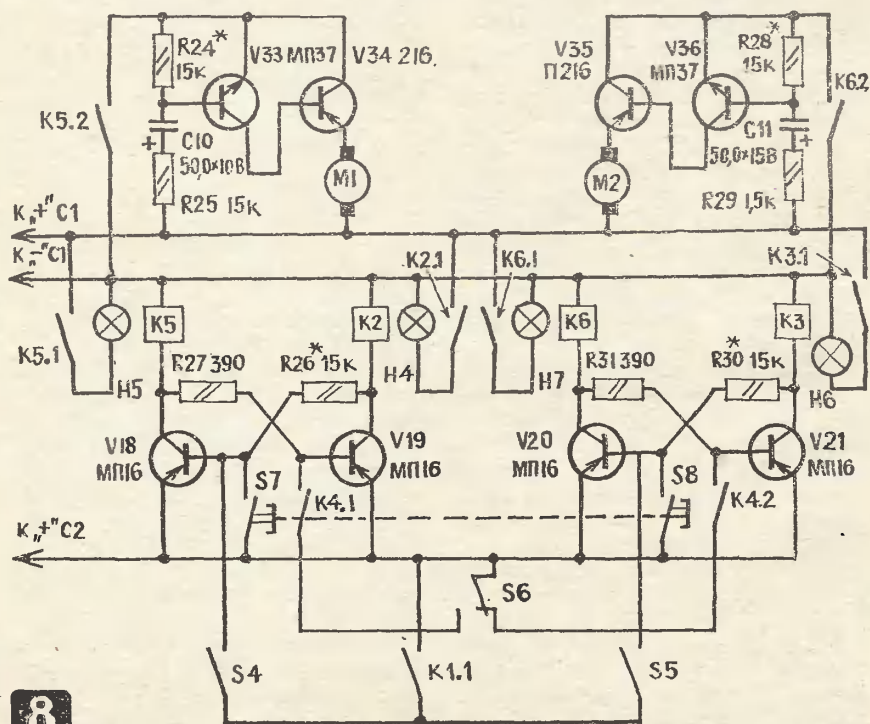 R24*
15к
V33 МП37
V34 216.
V35
П216
V36
МП37
R28*
15к
K5.2
K6.2
+
C10
50,0×10В
M1
R25 15к
M2
C11
+
50,0×15В
R29 1,5к
К „+" C1
К „–" C1
K2.1
K6.1
K3.1
K5
K2
K6
K3
K5.1
R27 390
R26* 15к
R31 390
R30* 15к
H5
H4
H7
H6
V18
МП16
V19
МП16
V20
МП16
V21
МП16
S7
K4.1
S8
K4.2
К „+" C2
S6
S4
K1.1
S5
8